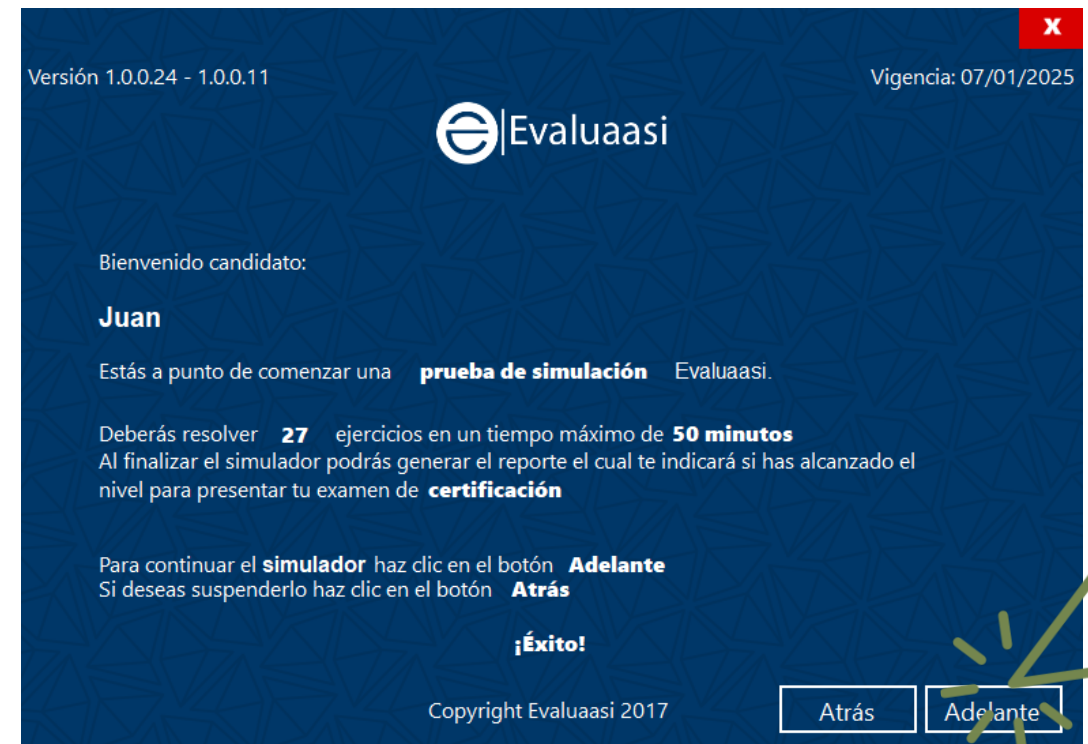 X
Versión 1.0.0.24 - 1.0.0.11 Vigencia: 07/01/2025
e|Evaluaasi
Bienvenido candidato:
Juan
Estás a punto de comenzar una prueba de simulación Evaluaasi.
Deberás resolver 27 ejercicios en un tiempo máximo de 50 minutos
Al finalizar el simulador podrás generar el reporte el cual te indicará si has alcanzado el
nivel para presentar tu examen de certificación
Para continuar el simulador haz clic en el botón Adelante
Si deseas suspenderlo haz clic en el botón Atrás
¡Éxito!
Copyright Evaluaasi 2017 Atrás Adelante